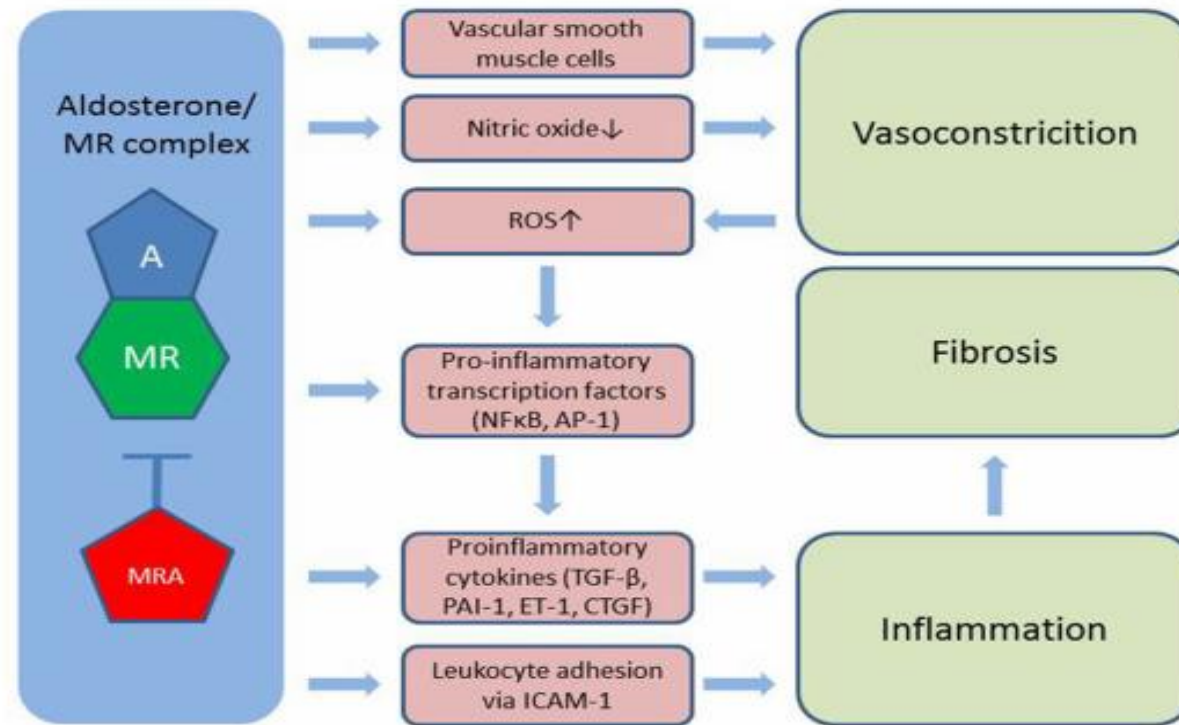 Aldosterone/
MR complex
A
MR
MRA
Vascular smooth
muscle cells
Nitric oxide↓
ROS↑
Pro-inflammatory
transcription factors
(NFκB, AP-1)
Proinflammatory
cytokines (TGF-β,
PAI-1, ET-1, CTGF)
Leukocyte adhesion
via ICAM-1
Vasoconstricition
Fibrosis
Inflammation